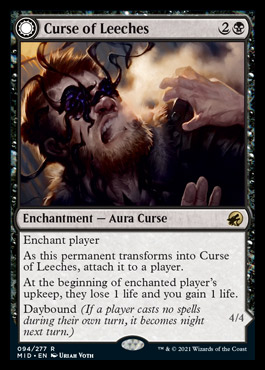 Curse of Leeches 2
Enchantment — Aura Curse
Enchant player
As this permanent transforms into Curse
of Leeches, attach it to a player.
At the beginning of enchanted player's
upkeep, they lose 1 life and you gain 1 life.
Daybound (If a player casts no spells
during their own turn, it becomes night
next turn.)
4/4
094/277 R
MID • EN Uriah Voth
™ & © 2021 Wizards of the Coast